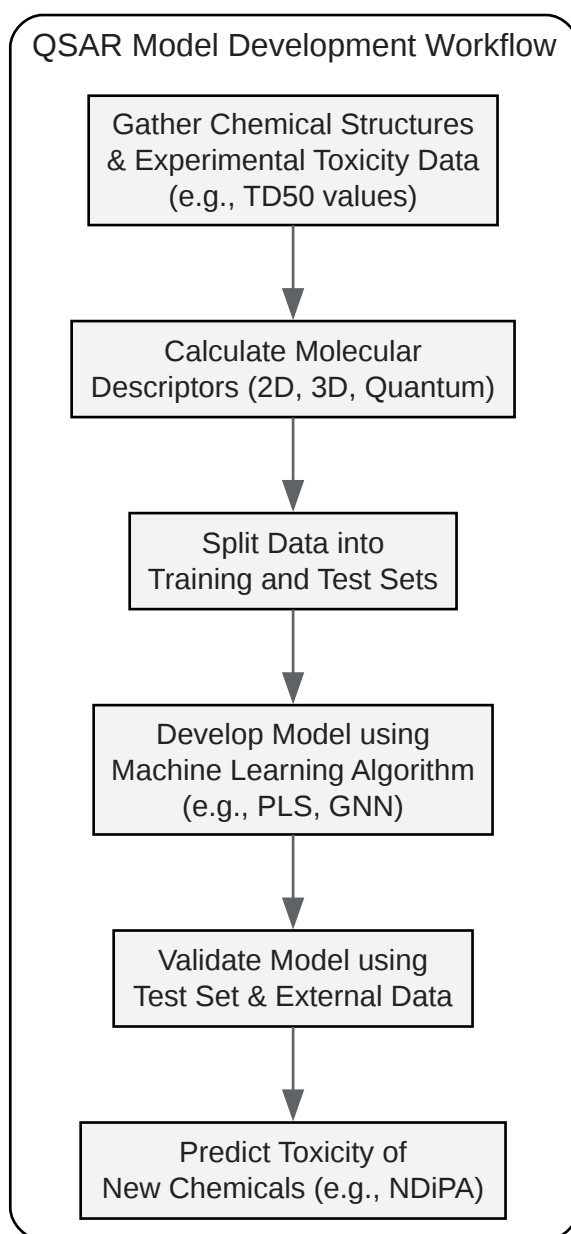 QSAR Model Development Workflow
Gather Chemical Structures
& Experimental Toxicity Data
(e.g., TD50 values)
Calculate Molecular
Descriptors (2D, 3D, Quantum)
Split Data into
Training and Test Sets
Develop Model using
Machine Learning Algorithm
(e.g., PLS, GNN)
Validate Model using
Test Set & External Data
Predict Toxicity of
New Chemicals (e.g., NDiPA)